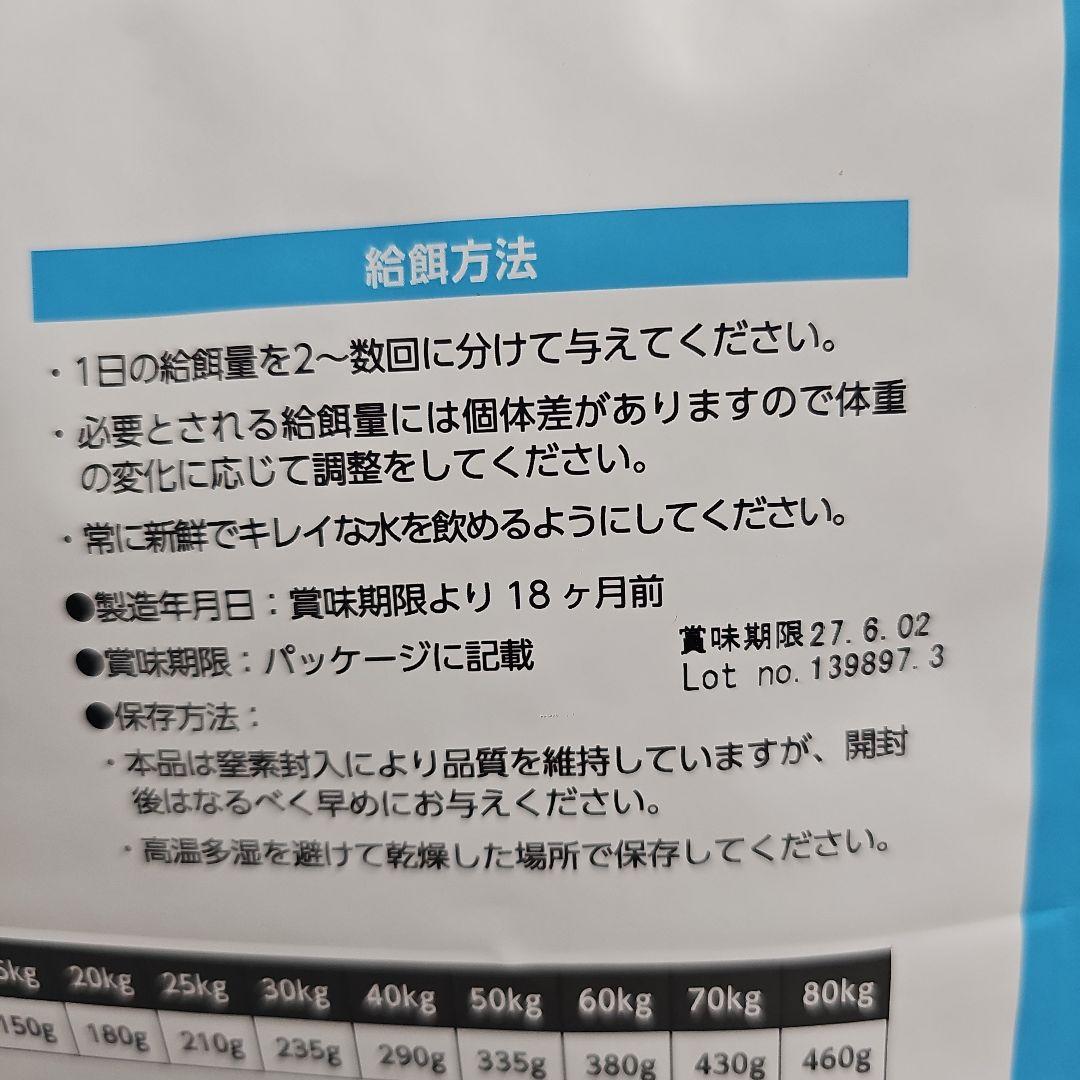 給餌方法
・1日の給餌量を2〜数回に分けて与えてください。
・必要とされる給餌量には個体差がありますので体重
の変化に応じて調整をしてください。
・常に新鮮でキレイな水を飲めるようにしてください。
●製造年月日：賞味期限より 18 ヶ月前
●賞味期限：パッケージに記載
賞味期限27.6.02
Lot no.139897.3
●保存方法：
・本品は窒素封入により品質を維持していますが、開封
後はなるべく早めにお与えください。
・高温多湿を避けて乾燥した場所で保存してください。
20kg 25kg 30kg 40kg 50kg 60kg 70kg 80kg
150g 180g 210g 235g 290g 335g 380g 430g 460g